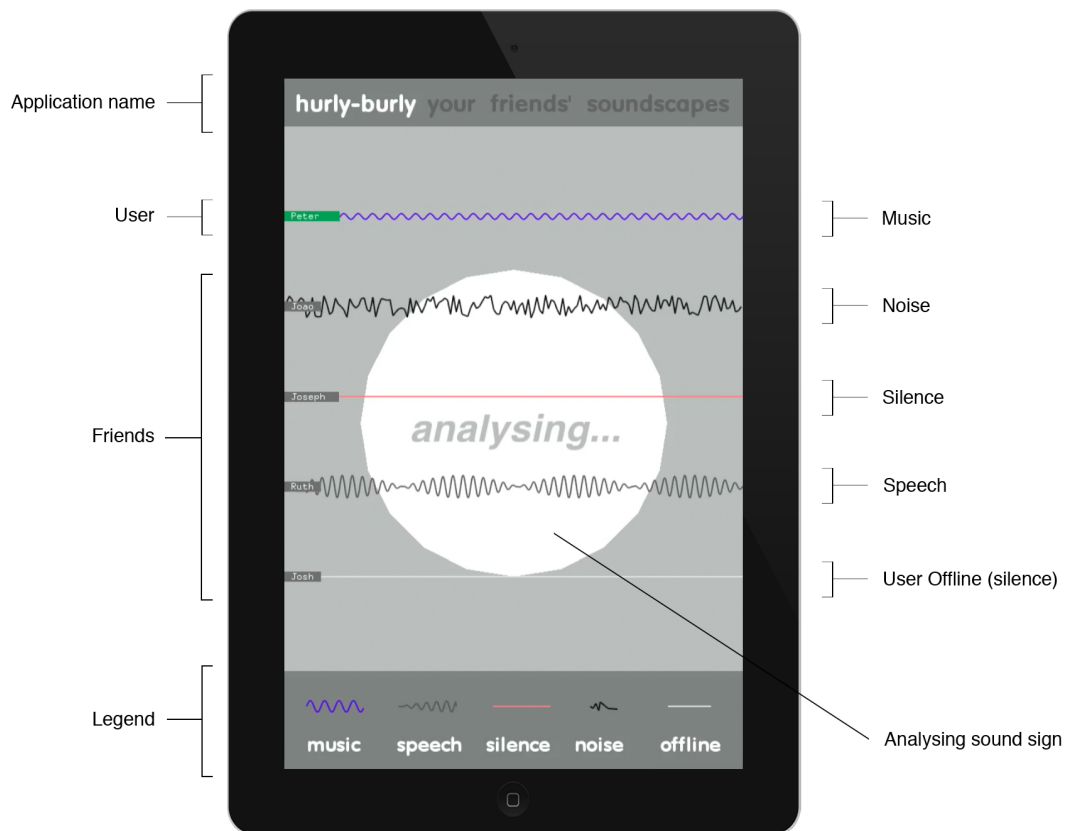 Application name
hurly-burly your friends' soundscapes
User
Peter
Music
Joao
Noise
Joseph
Silence
Friends
analysing...
Ruth
Speech
Josh
User Offline (silence)
Legend
music speech silence noise offline
Analysing sound sign